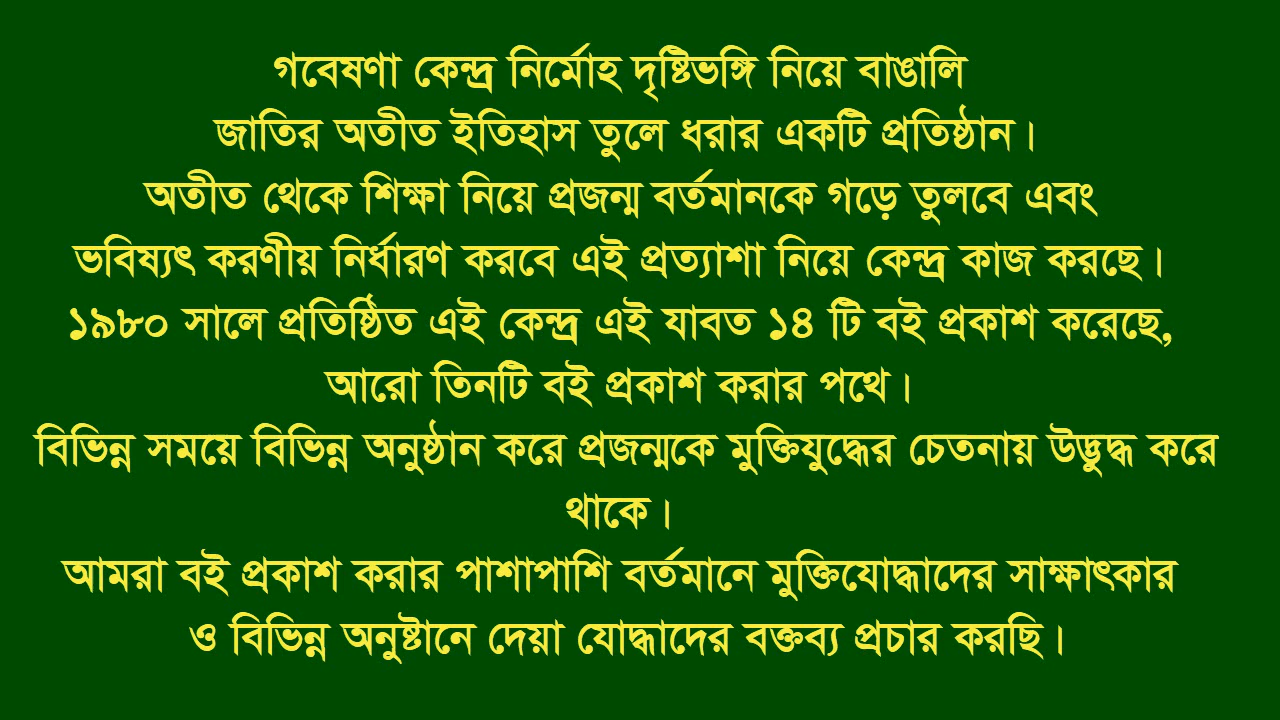 গবেষণা কেন্দ্র নির্মোহ দৃষ্টিভঙ্গি নিয়ে বাঙালি
জাতির অতীত ইতিহাস তুলে ধরার একটি প্রতিষ্ঠান।
অতীত থেকে শিক্ষা নিয়ে প্রজন্ম বর্তমানকে গড়ে তুলবে এবং
ভবিষ্যৎ করণীয় নির্ধারণ করবে এই প্রত্যাশা নিয়ে কেন্দ্র কাজ করছে।
১৯৮০ সালে প্রতিষ্ঠিত এই কেন্দ্র এই যাবত ১৪ টি বই প্রকাশ করেছে,
আরো তিনটি বই প্রকাশ করার পথে।
বিভিন্ন সময়ে বিভিন্ন অনুষ্ঠান করে প্রজন্মকে মুক্তিযুদ্ধের চেতনায় উদ্ভুদ্ধ করে
থাকে।
আমরা বই প্রকাশ করার পাশাপাশি বর্তমানে মুক্তিযোদ্ধাদের সাক্ষাৎকার
ও বিভিন্ন অনুষ্টানে দেয়া যোদ্ধাদের বক্তব্য প্রচার করছি।